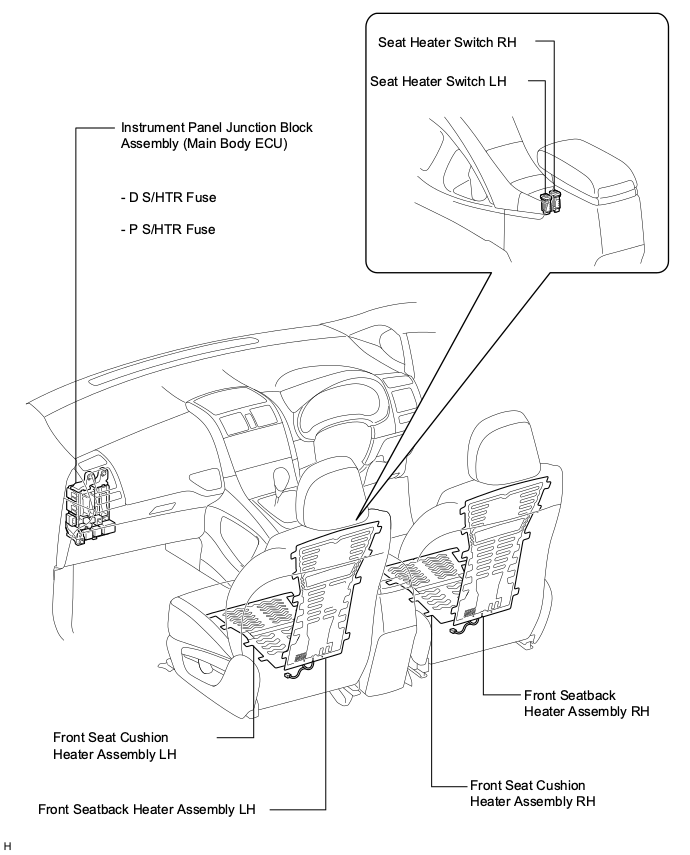 Seat Heater Switch RH
Seat Heater Switch LH
Instrument Panel Junction Block
Assembly (Main Body ECU)
- D S/HTR Fuse
- P S/HTR Fuse
Front Seatback
Heater Assembly RH
Front Seat Cushion
Heater Assembly LH
Front Seat Cushion
Heater Assembly RH
Front Seatback Heater Assembly LH
H